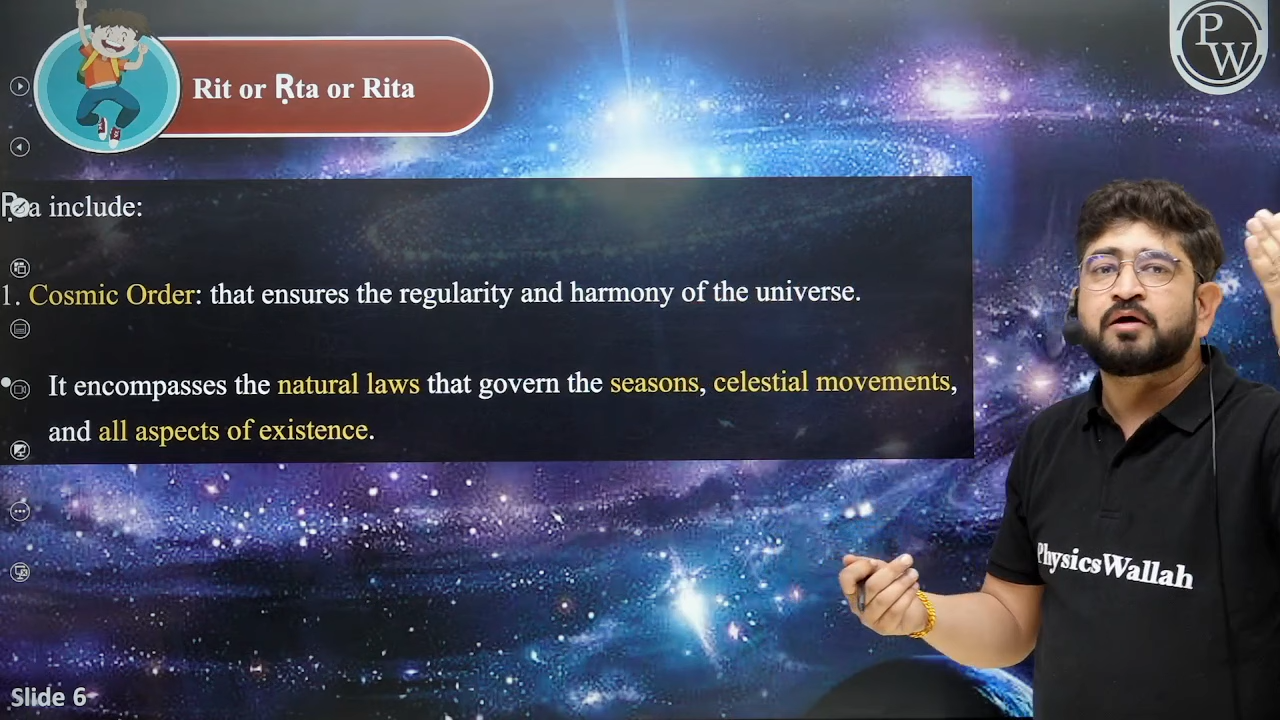 PW
Rit or Ṛta or Rita
Ṛta include:
1. Cosmic Order: that ensures the regularity and harmony of the universe.
• It encompasses the natural laws that govern the seasons, celestial movements,
and all aspects of existence.
PhysicsWallah
Slide 6